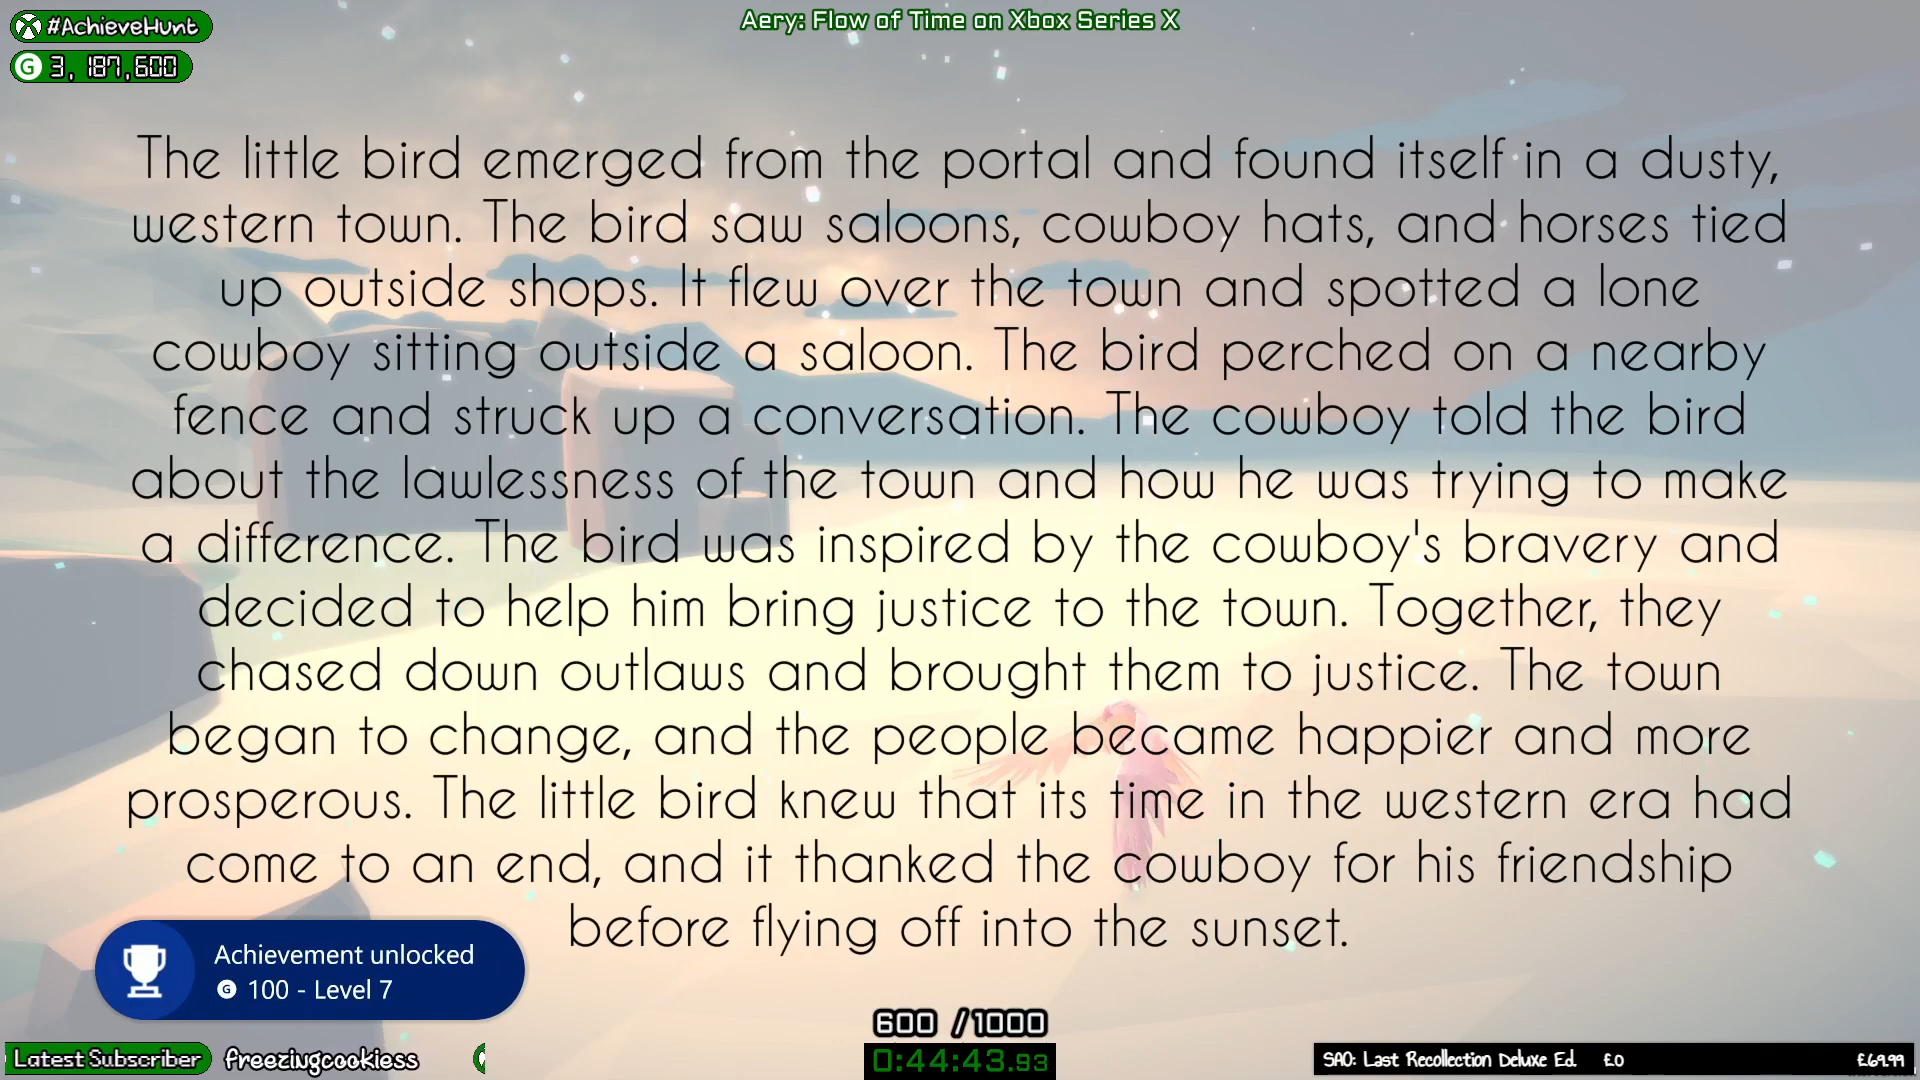 #AchieveHunt
Aery: Flow of Time on Xbox Series X
G 3,187,600
The little bird emerged from the portal and found itself in a dusty,
western town. The bird saw saloons, cowboy hats, and horses tied
up outside shops. It flew over the town and spotted a lone
cowboy sitting outside a saloon. The bird perched on a nearby
fence and struck up a conversation. The cowboy told the bird
about the lawlessness of the town and how he was trying to make
a difference. The bird was inspired by the cowboy's bravery and
decided to help him bring justice to the town. Together, they
chased down outlaws and brought them to justice. The town
began to change, and the people became happier and more
prosperous. The little bird knew that its time in the western era had
come to an end, and it thanked the cowboy for his friendship
before flying off into the sunset.
Achievement unlocked
G 100 - Level 7
600 /1000
0:44:43.93
Latest Subscriber freezingcookiess
SAO: Last Recollection Deluxe Ed. £0 £69.99